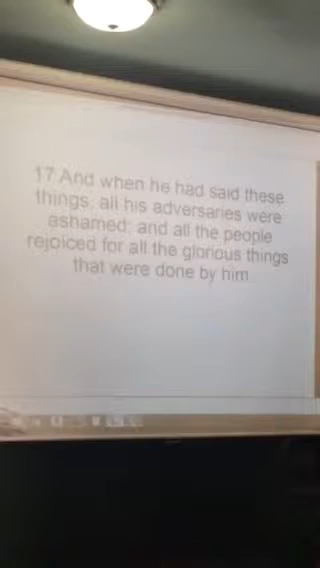 17 And when he had said these
things, all his adversaries were
ashamed: and all the people
rejoiced for all the glorious things
that were done by him